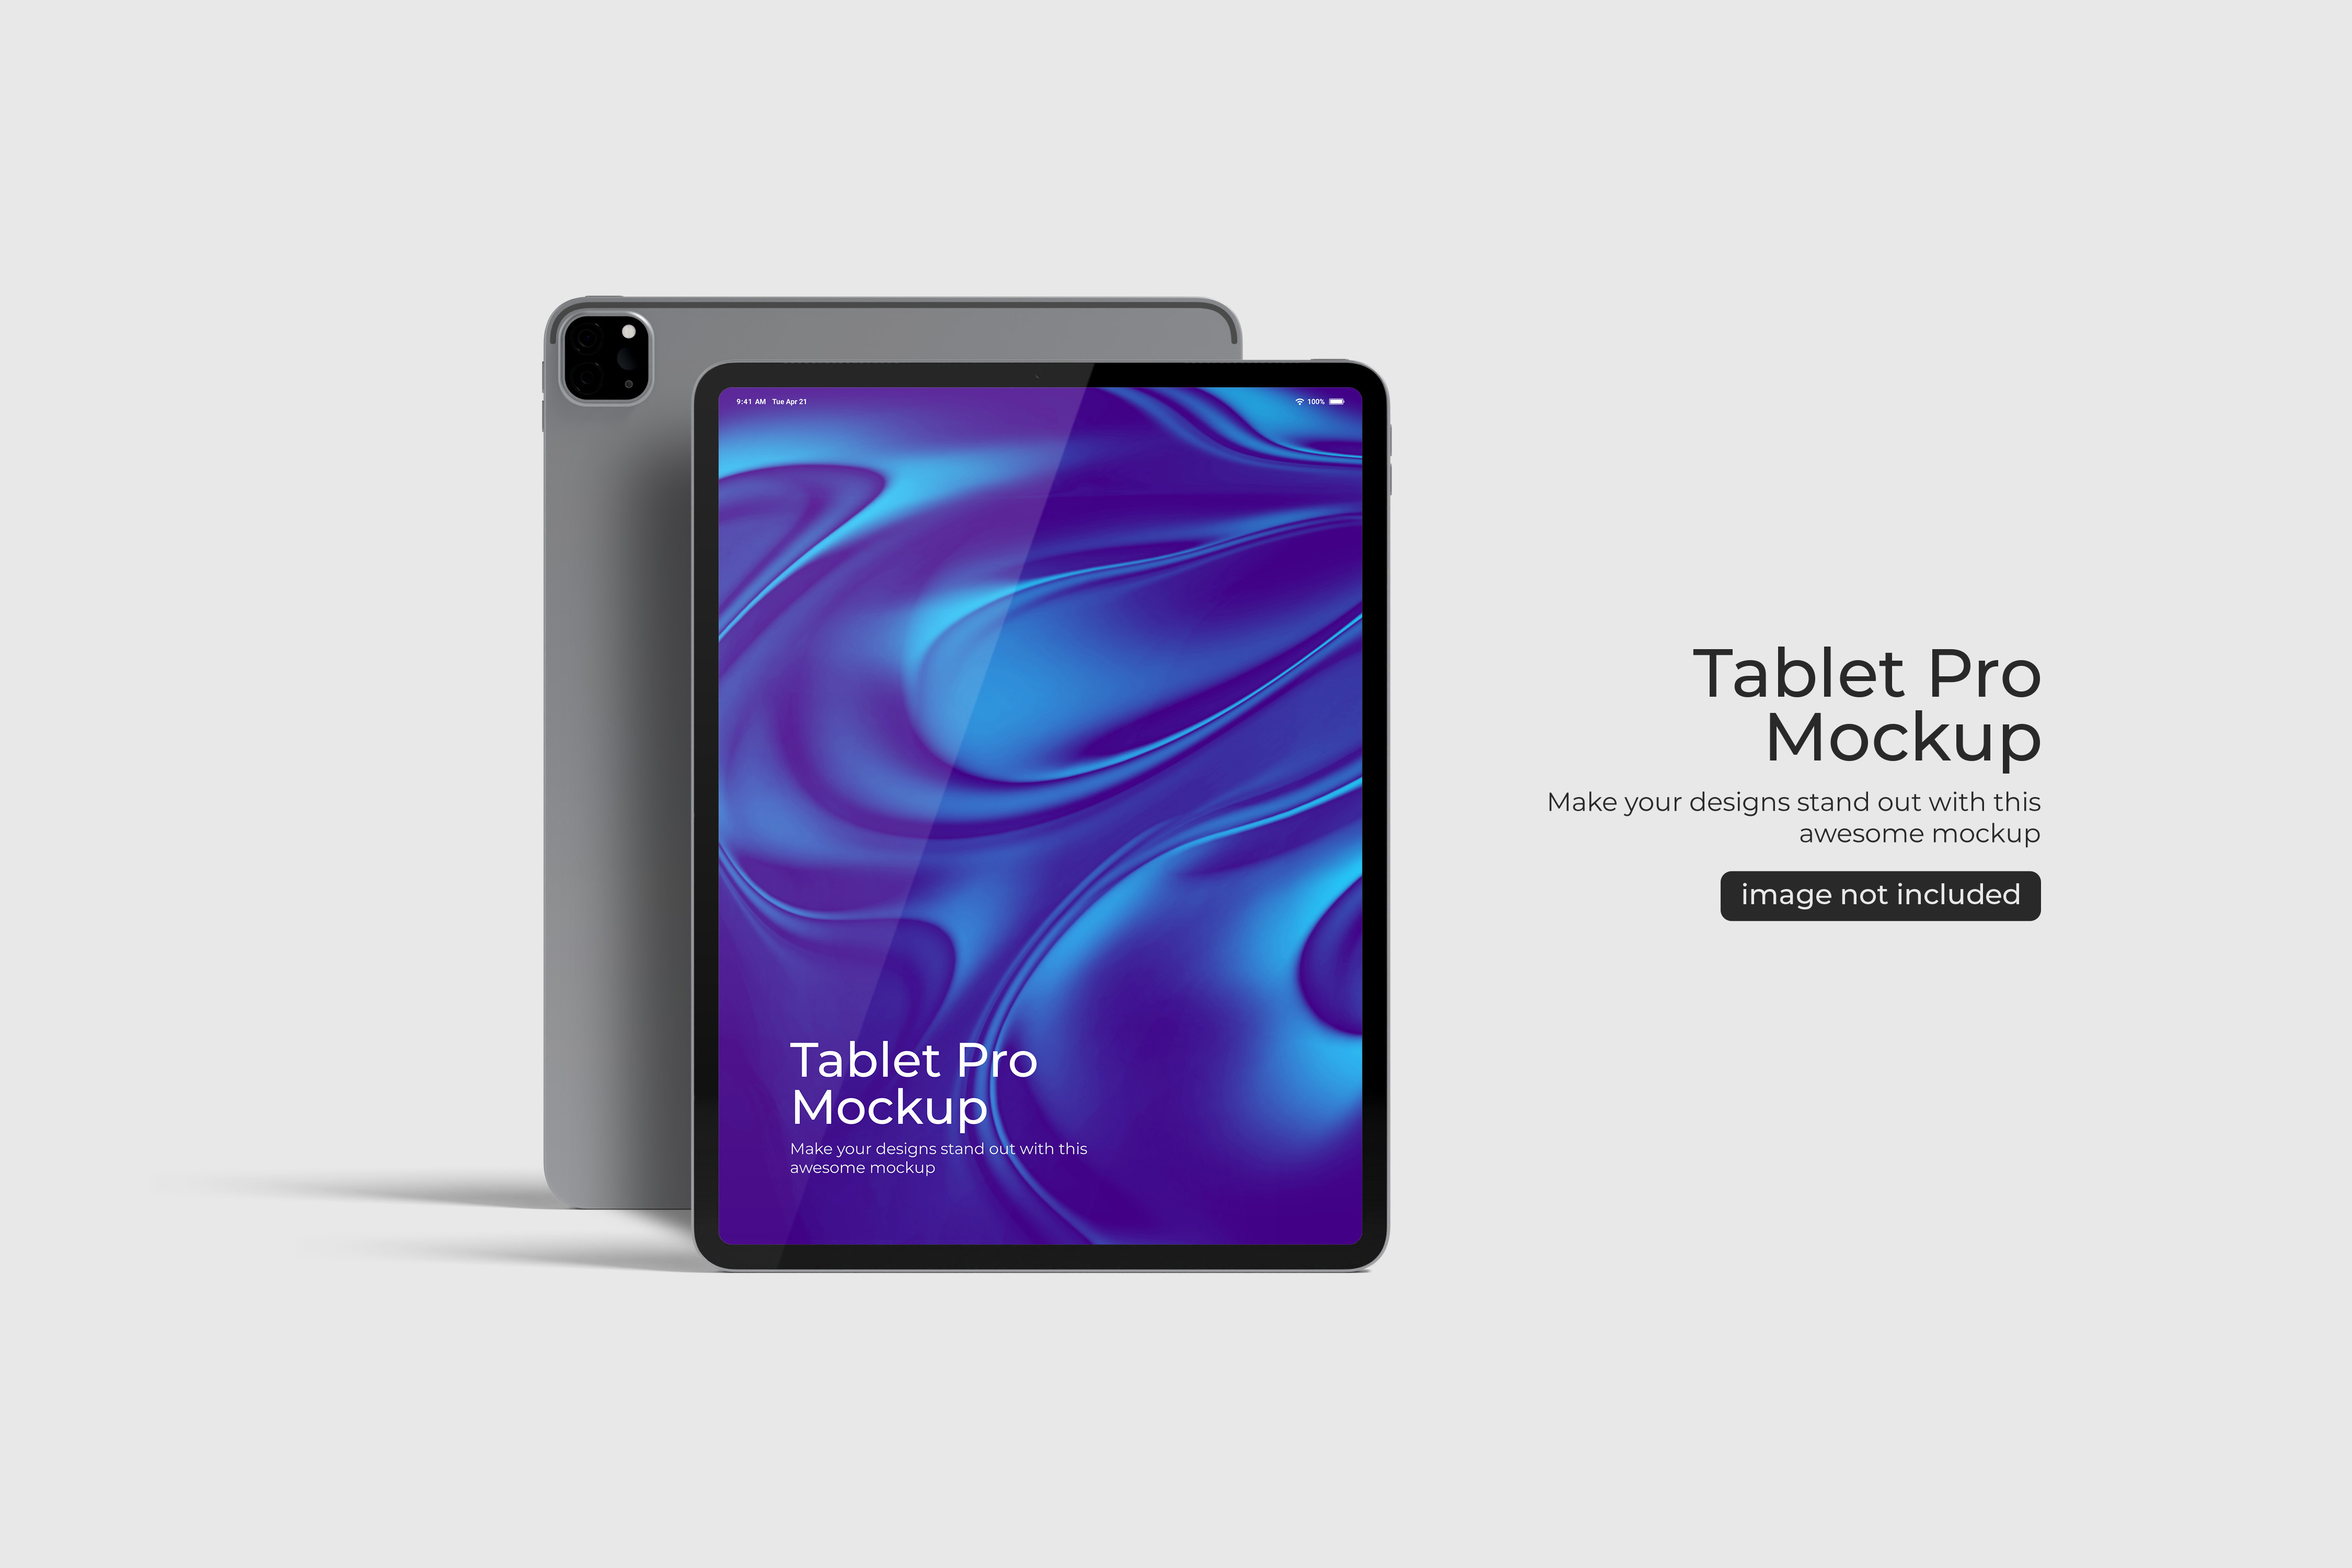 9:41 AM Tue Apr 21
100%
Tablet Pro
Mockup
Make your designs stand out with this
awesome mockup
Tablet Pro
Mockup
Make your designs stand out with this
awesome mockup
image not included